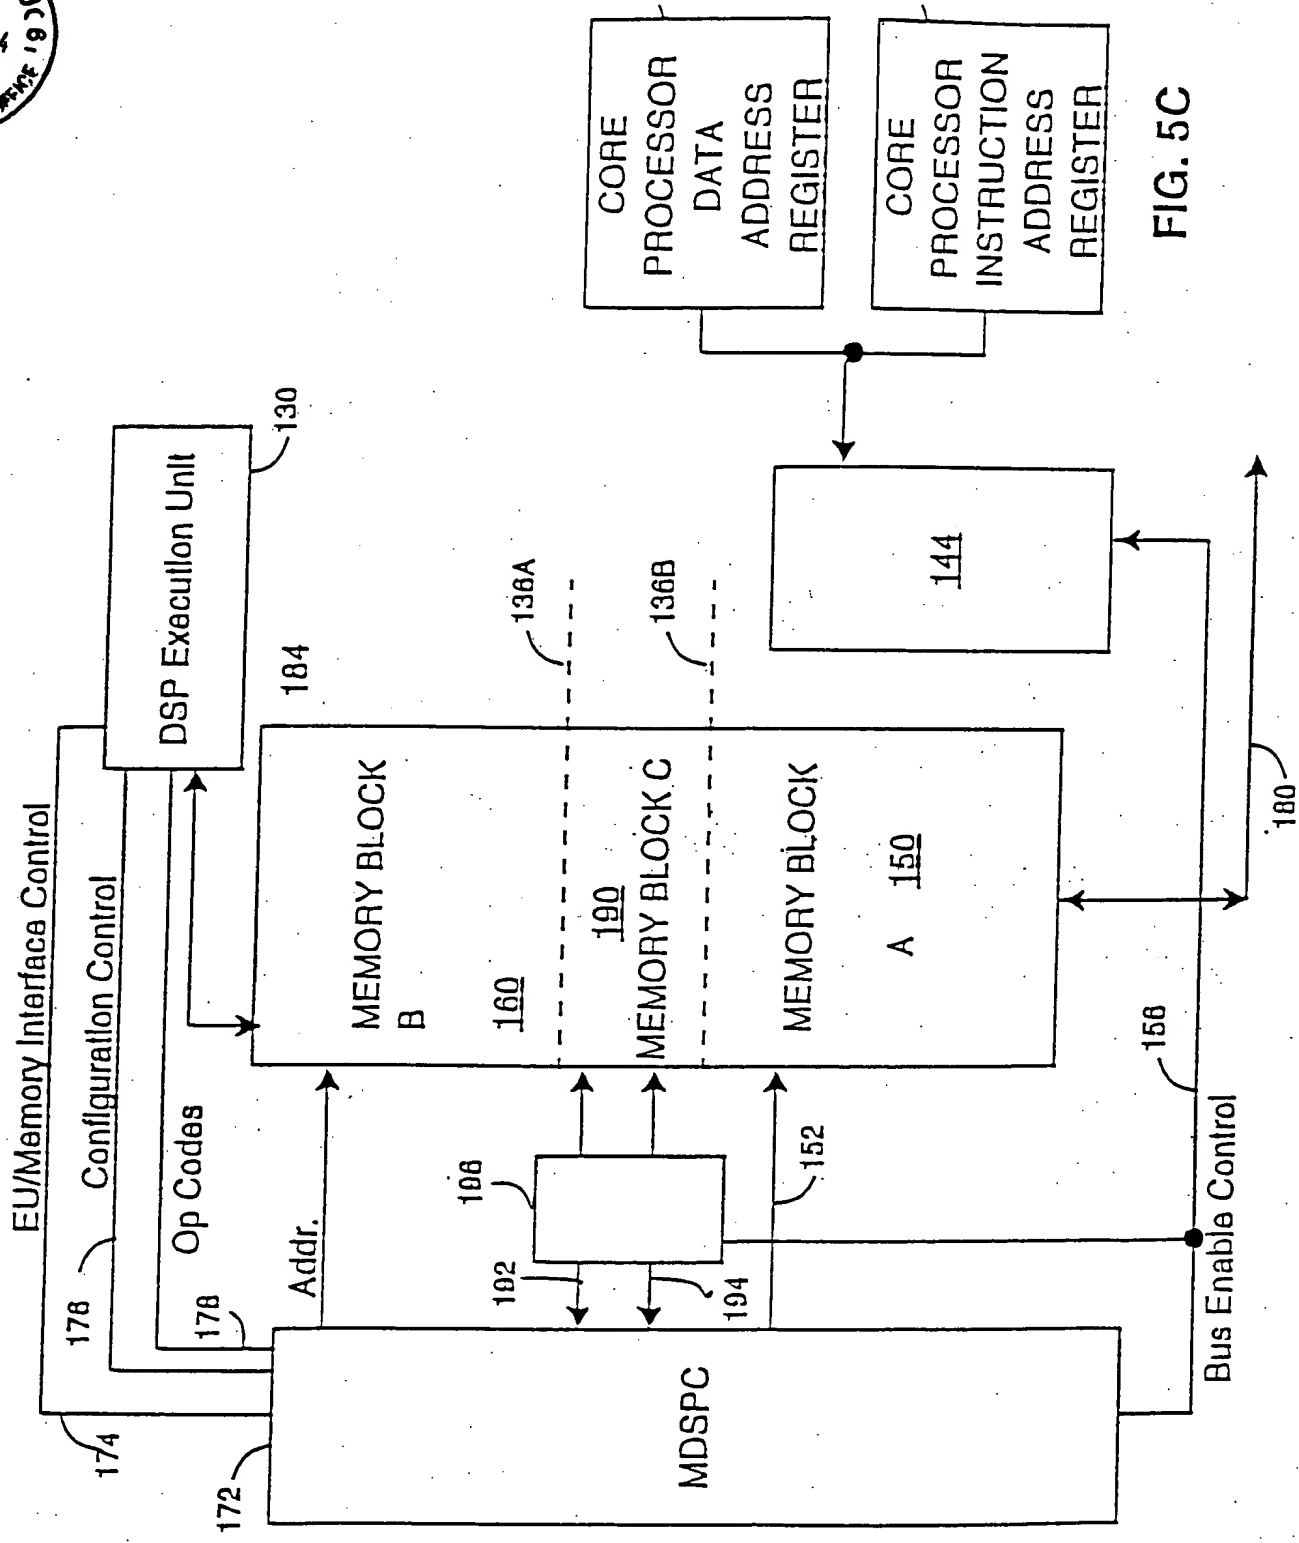 EU/Memory Interface Control
Configuration Control
Op Codes
DSP Execution Unit
130
184
174
176
178
172
Addr.
MDSPC
MEMORY BLOCK
B
160
136A
190
MEMORY BLOCK C
136B
MEMORY BLOCK
A
150
196
192
194
152
144
156
Bus Enable Control
180
CORE
PROCESSOR
DATA
ADDRESS
REGISTER
CORE
PROCESSOR
INSTRUCTION
ADDRESS
REGISTER
FIG. 5C